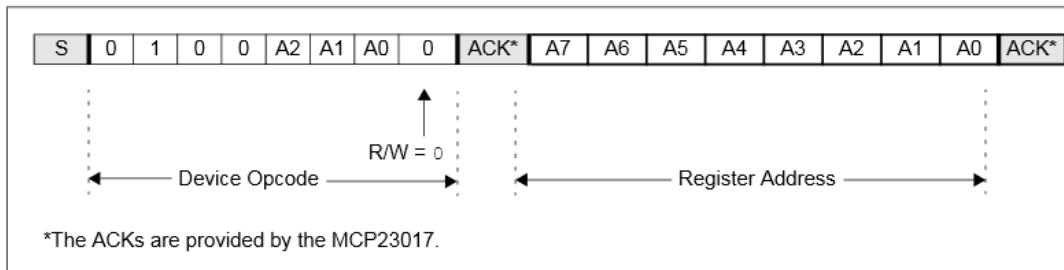 S 0 1 0 0 A2 A1 A0 0 ACK* A7 A6 A5 A4 A3 A2 A1 A0 ACK*
R/W = 0
Device Opcode Register Address
*The ACKs are provided by the MCP23017.